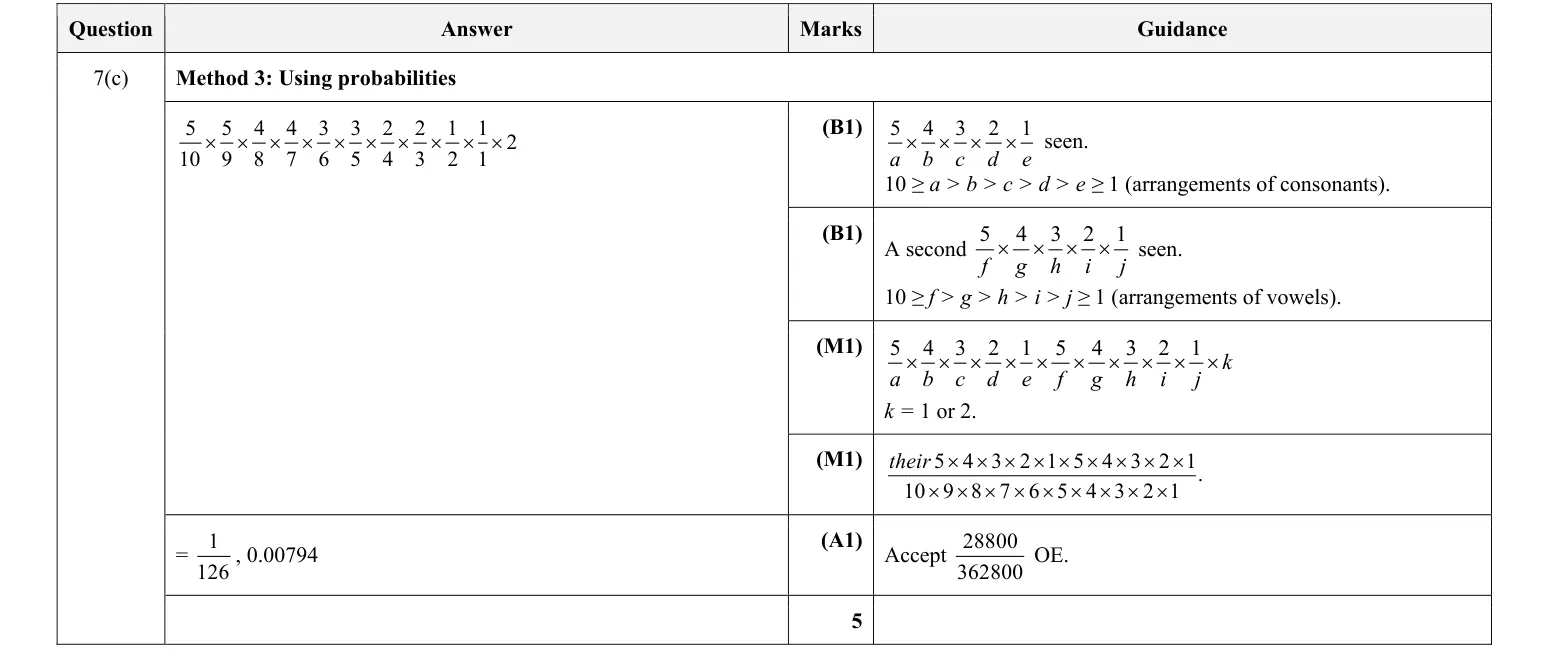 Question Answer Marks Guidance
7(c) Method 3: Using probabilities
5/10 × 5/9 × 4/8 × 4/7 × 3/6 × 3/5 × 2/4 × 2/3 × 1/2 × 1/1 × 2
(B1) 5/a × 4/b × 3/c × 2/d × 1/e seen.
10 ≥ a > b > c > d > e ≥ 1 (arrangements of consonants).
(B1) A second 5/f × 4/g × 3/h × 2/i × 1/j seen.
10 ≥ f > g > h > i > j ≥ 1 (arrangements of vowels).
(M1) 5/a × 4/b × 3/c × 2/d × 1/e × 5/f × 4/g × 3/h × 2/i × 1/j × k
k = 1 or 2.
(M1) their 5×4×3×2×1×5×4×3×2×1 / 10×9×8×7×6×5×4×3×2×1 .
= 1/126 , 0.00794 (A1) Accept 28800/362800 OE.
5